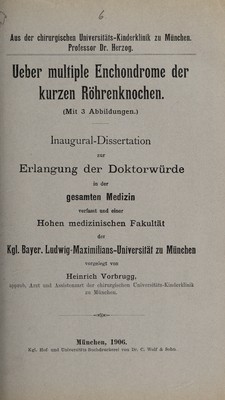 6
Aus der chirurgischen Universitäts-Kinderklinik zu München.
Professor Dr. Herzog.
Ueber multiple Enchondrome der
kurzen Röhrenknochen.
(Mit 3 Abbildungen.)
Inaugural-Dissertation
zur
Erlangung der Doktorwürde
in der
gesamten Medizin
verfasst und einer
Hohen medizinischen Fakultät
der
Kgl. Bayer. Ludwig-Maximilians-Universität zu München
vorgelegt von
Heinrich Vorbrugg,
approb. Arzt und Assistenzarzt der chirurgischen Universitäts-Kinderklinik
zu München.
München, 1906.
Kgl. Hof- und Universitäts-Buchdruckerei von Dr. C. Wolf & Sohn.